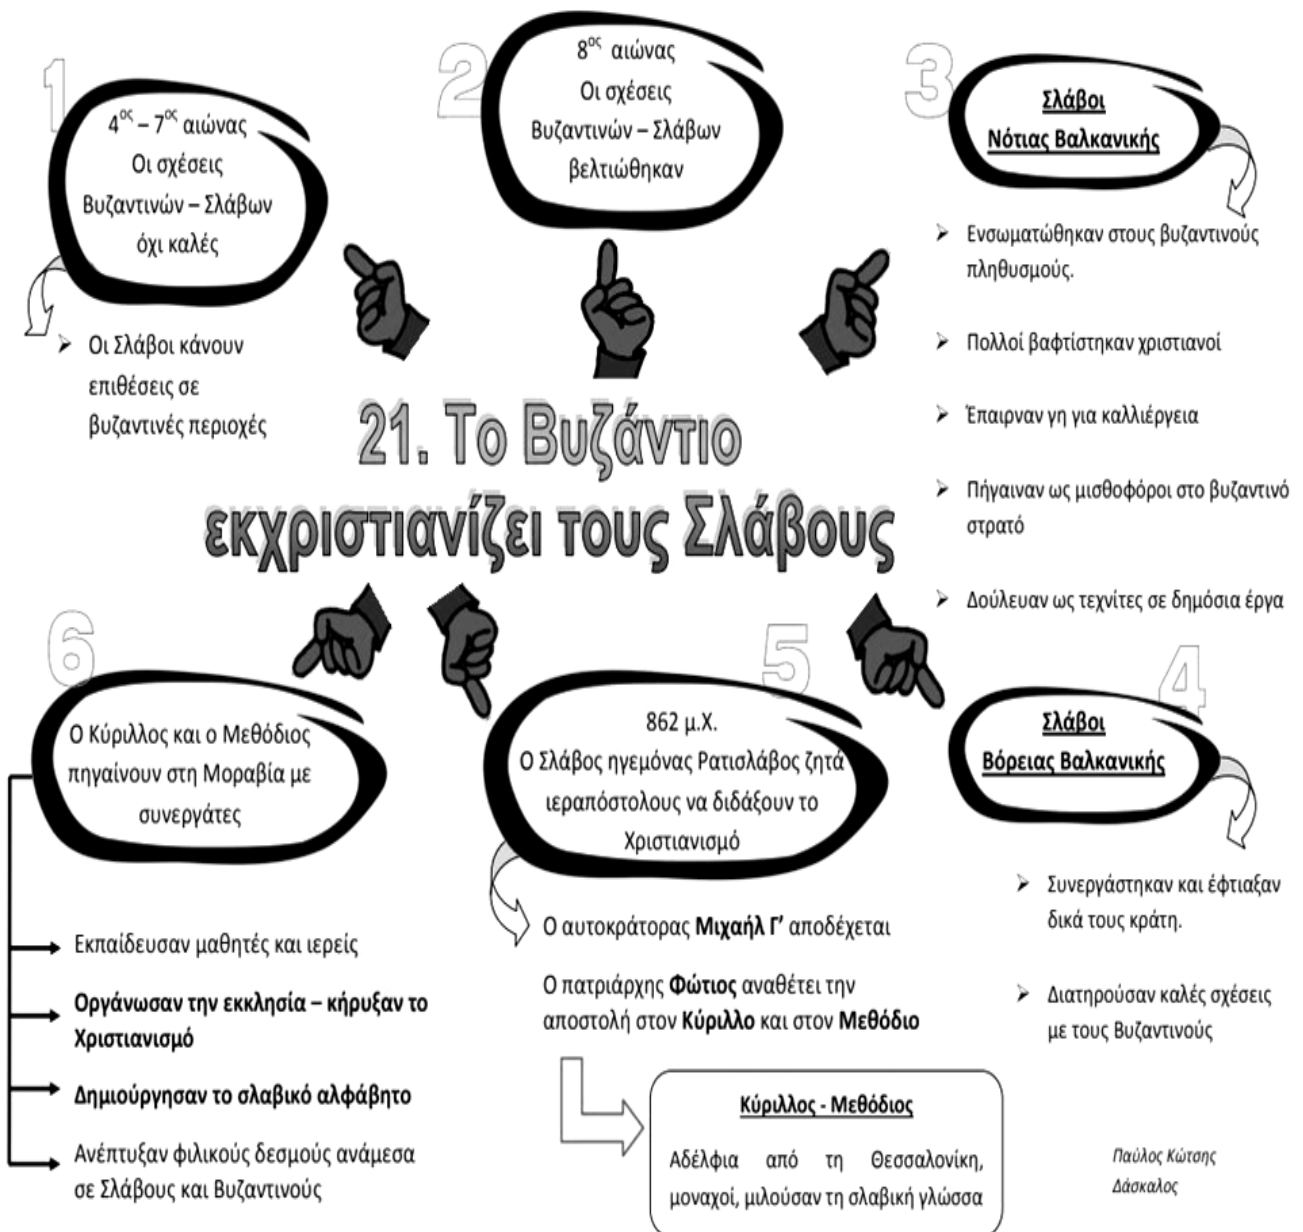 1
4ος – 7ος αιώνας
Οι σχέσεις
Βυζαντινών – Σλάβων
όχι καλές
Οι Σλάβοι κάνουν
επιθέσεις σε
βυζαντινές περιοχές
2
8ος αιώνας
Οι σχέσεις
Βυζαντινών – Σλάβων
βελτιώθηκαν
3
Σλάβοι
Νότιας Βαλκανικής
Ενσωματώθηκαν στους βυζαντινούς
πληθυσμούς.
Πολλοί βαφτίστηκαν χριστιανοί
Έπαιρναν γη για καλλιέργεια
Πήγαιναν ως μισθοφόροι στο βυζαντινό
στρατό
Δούλευαν ως τεχνίτες σε δημόσια έργα
21. Το Βυζάντιο
εκχριστιανίζει τους Σλάβους
4
Σλάβοι
Βόρειας Βαλκανικής
Συνεργάστηκαν και έφτιαξαν
δικά τους κράτη.
Διατηρούσαν καλές σχέσεις
με τους Βυζαντινούς
5
862 μ.Χ.
Ο Σλάβος ηγεμόνας Ρατισλάβος ζητά
ιεραπόστολους να διδάξουν το
Χριστιανισμό
Ο αυτοκράτορας Μιχαήλ Γ’ αποδέχεται
Ο πατριάρχης Φώτιος αναθέτει την
αποστολή στον Κύριλλο και στον Μεθόδιο
Κύριλλος - Μεθόδιος
Αδέλφια από τη Θεσσαλονίκη,
μοναχοί, μιλούσαν τη σλαβική γλώσσα
6
Ο Κύριλλος και ο Μεθόδιος
πηγαίνουν στη Μοραβία με
συνεργάτες
Εκπαίδευσαν μαθητές και ιερείς
Οργάνωσαν την εκκλησία – κήρυξαν το
Χριστιανισμό
Δημιούργησαν το σλαβικό αλφάβητο
Ανέπτυξαν φιλικούς δεσμούς ανάμεσα
σε Σλάβους και Βυζαντινούς
Παύλος Κώτσης
Δάσκαλος